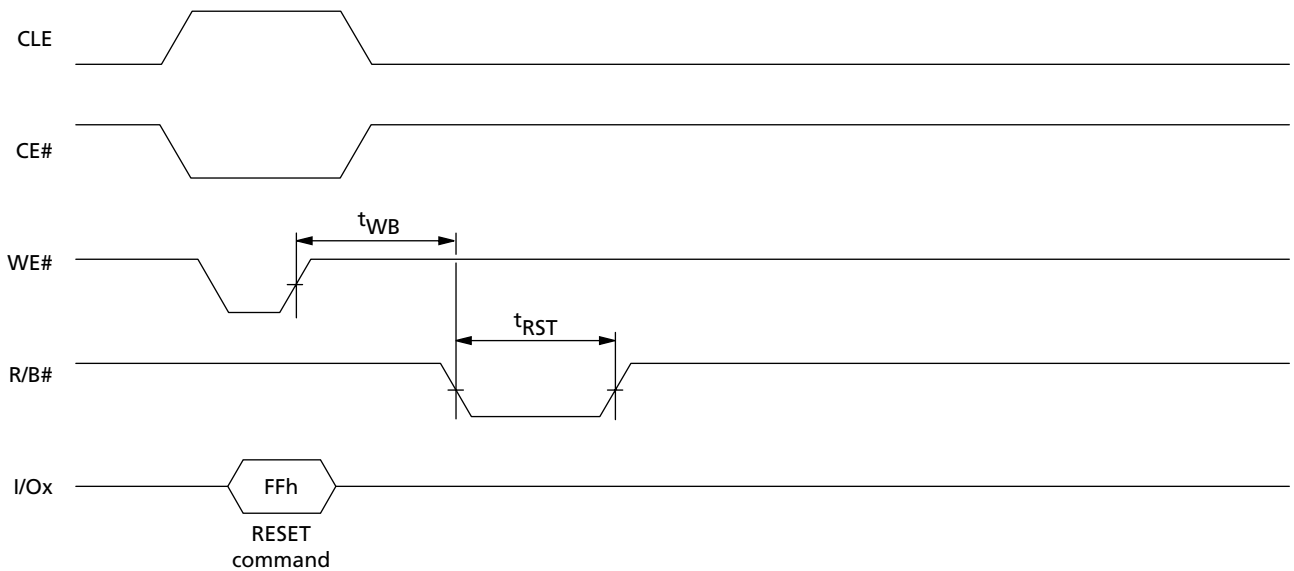 CLE
CE#
tWB
WE#
tRST
R/B#
I/Ox
FFh
RESET
command